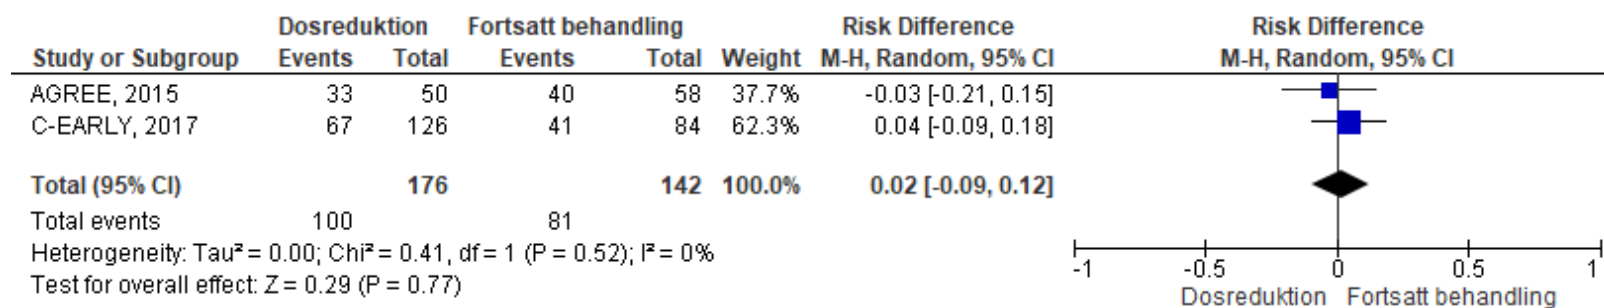 Dosreduktion Fortsatt behandling Risk Difference Risk Difference
Study or Subgroup Events Total Events Total Weight M-H, Random, 95% CI M-H, Random, 95% CI
AGREE, 2015 33 50 40 58 37.7% -0.03 [-0.21, 0.15]
C-EARLY, 2017 67 126 41 84 62.3% 0.04 [-0.09, 0.18]
Total (95% CI) 176 142 100.0% 0.02 [-0.09, 0.12]
Total events 100 81
Heterogeneity: Tau² = 0.00; Chi² = 0.41, df = 1 (P = 0.52); I² = 0%
Test for overall effect: Z = 0.29 (P = 0.77)
-1 -0.5 0 0.5 1
Dosreduktion Fortsatt behandling